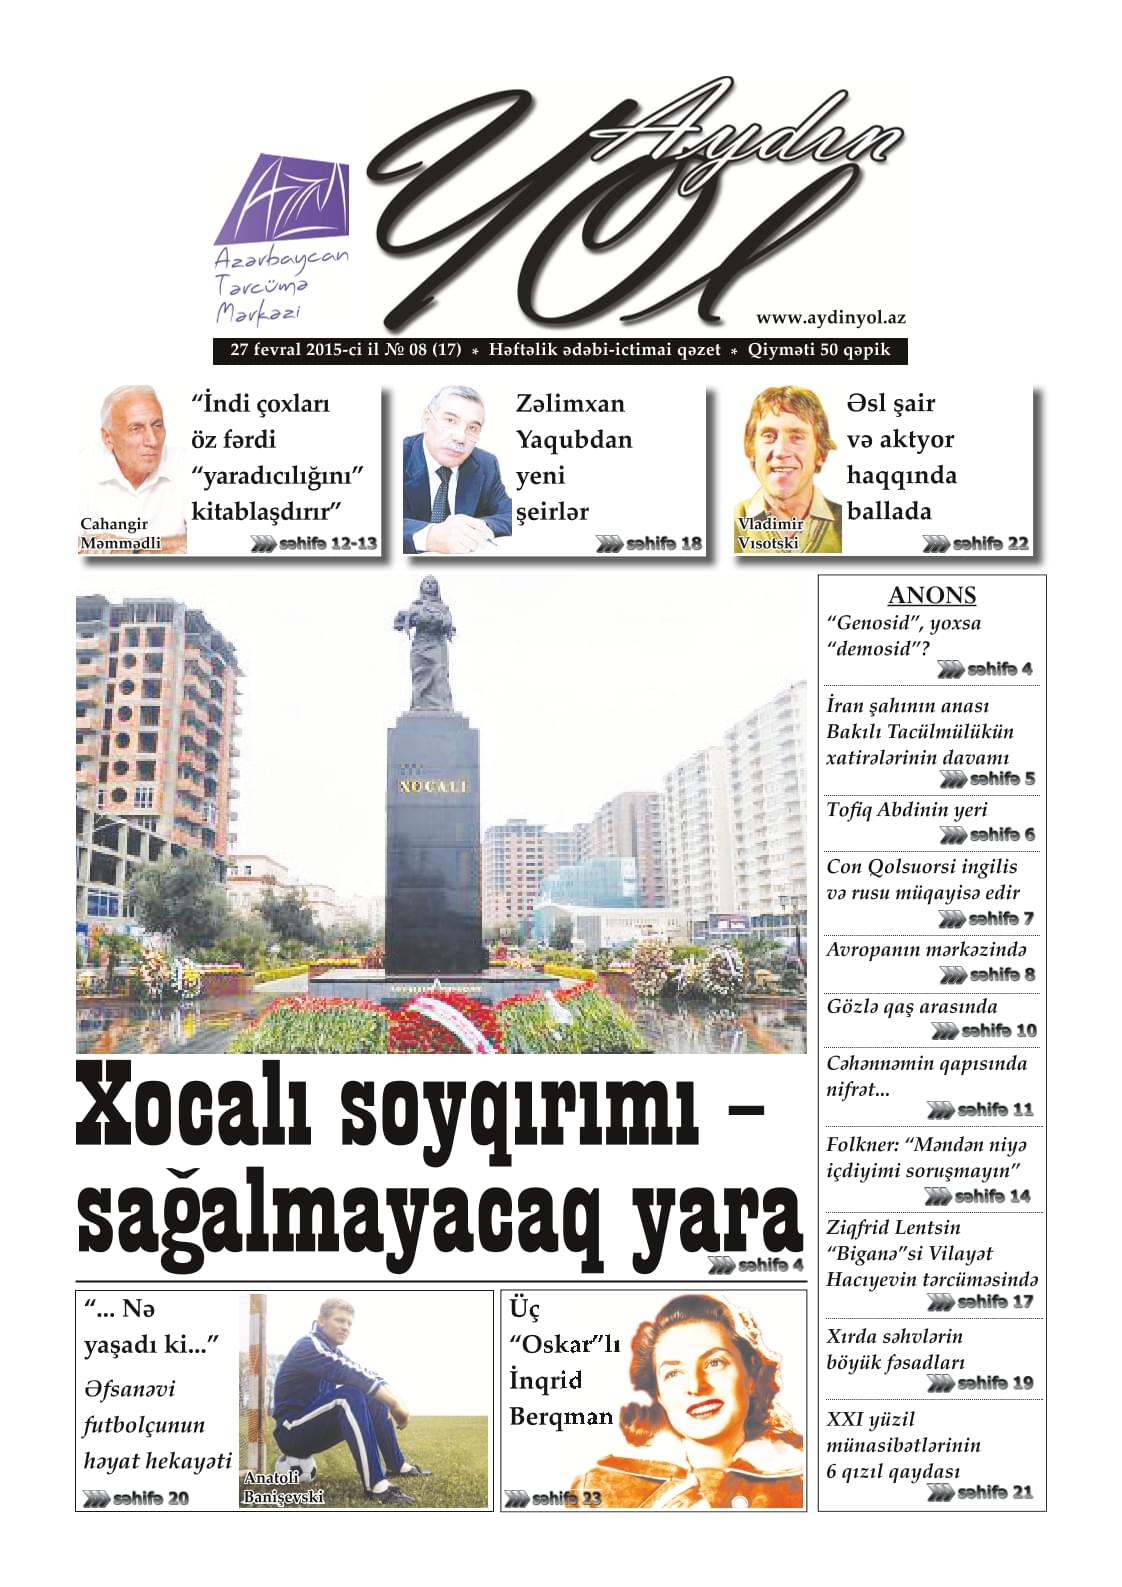 Aydın
Yol
AZTM
Azərbaycan
Tərcümə
Mərkəzi
www.aydinyol.az
27 fevral 2015-ci il № 08 (17) * Həftəlik ədəbi-ictimai qəzet * Qiyməti 50 qəpik
“İndi çoxları
öz fərdi
“yaradıcılığını”
kitablaşdırır”
Cahangir
Məmmədli
səhifə 12-13
Zəlimxan
Yaqubdan
yeni
şeirlər
səhifə 18
Əsl şair
və aktyor
haqqında
ballada
Vladimir
Vısotski
səhifə 22
XOCALI
Xocalı soyqırımı –
sağalmayacaq yara
səhifə 4
“... Nə
yaşadı ki...”
Əfsanəvi
futbolçunun
həyat hekayəti
səhifə 20
Anatoli
Banişevski
Üç
“Oskar”lı
İnqrid
Berqman
səhifə 23
ANONS
“Genosid”, yoxsa
“demosid”?
səhifə 4
İran şahının anası
Bakılı Tacülmülükün
xatirələrinin davamı
səhifə 5
Tofiq Abdinin yeri
səhifə 6
Con Qolsuorsi ingilis
və rusu müqayisə edir
səhifə 7
Avropanın mərkəzində
səhifə 8
Gözlə qaş arasında
səhifə 10
Cəhənnəmin qapısında
nifrət...
səhifə 11
Folkner: “Məndən niyə
içdiyimi soruşmayın”
səhifə 14
Ziqfrid Lentsin
“Biganə”si Vilayət
Hacıyevin tərcüməsində
səhifə 17
Xırda səhvlərin
böyük fəsadları
səhifə 19
XXI yüzil
münasibətlərinin
6 qızıl qaydası
səhifə 21